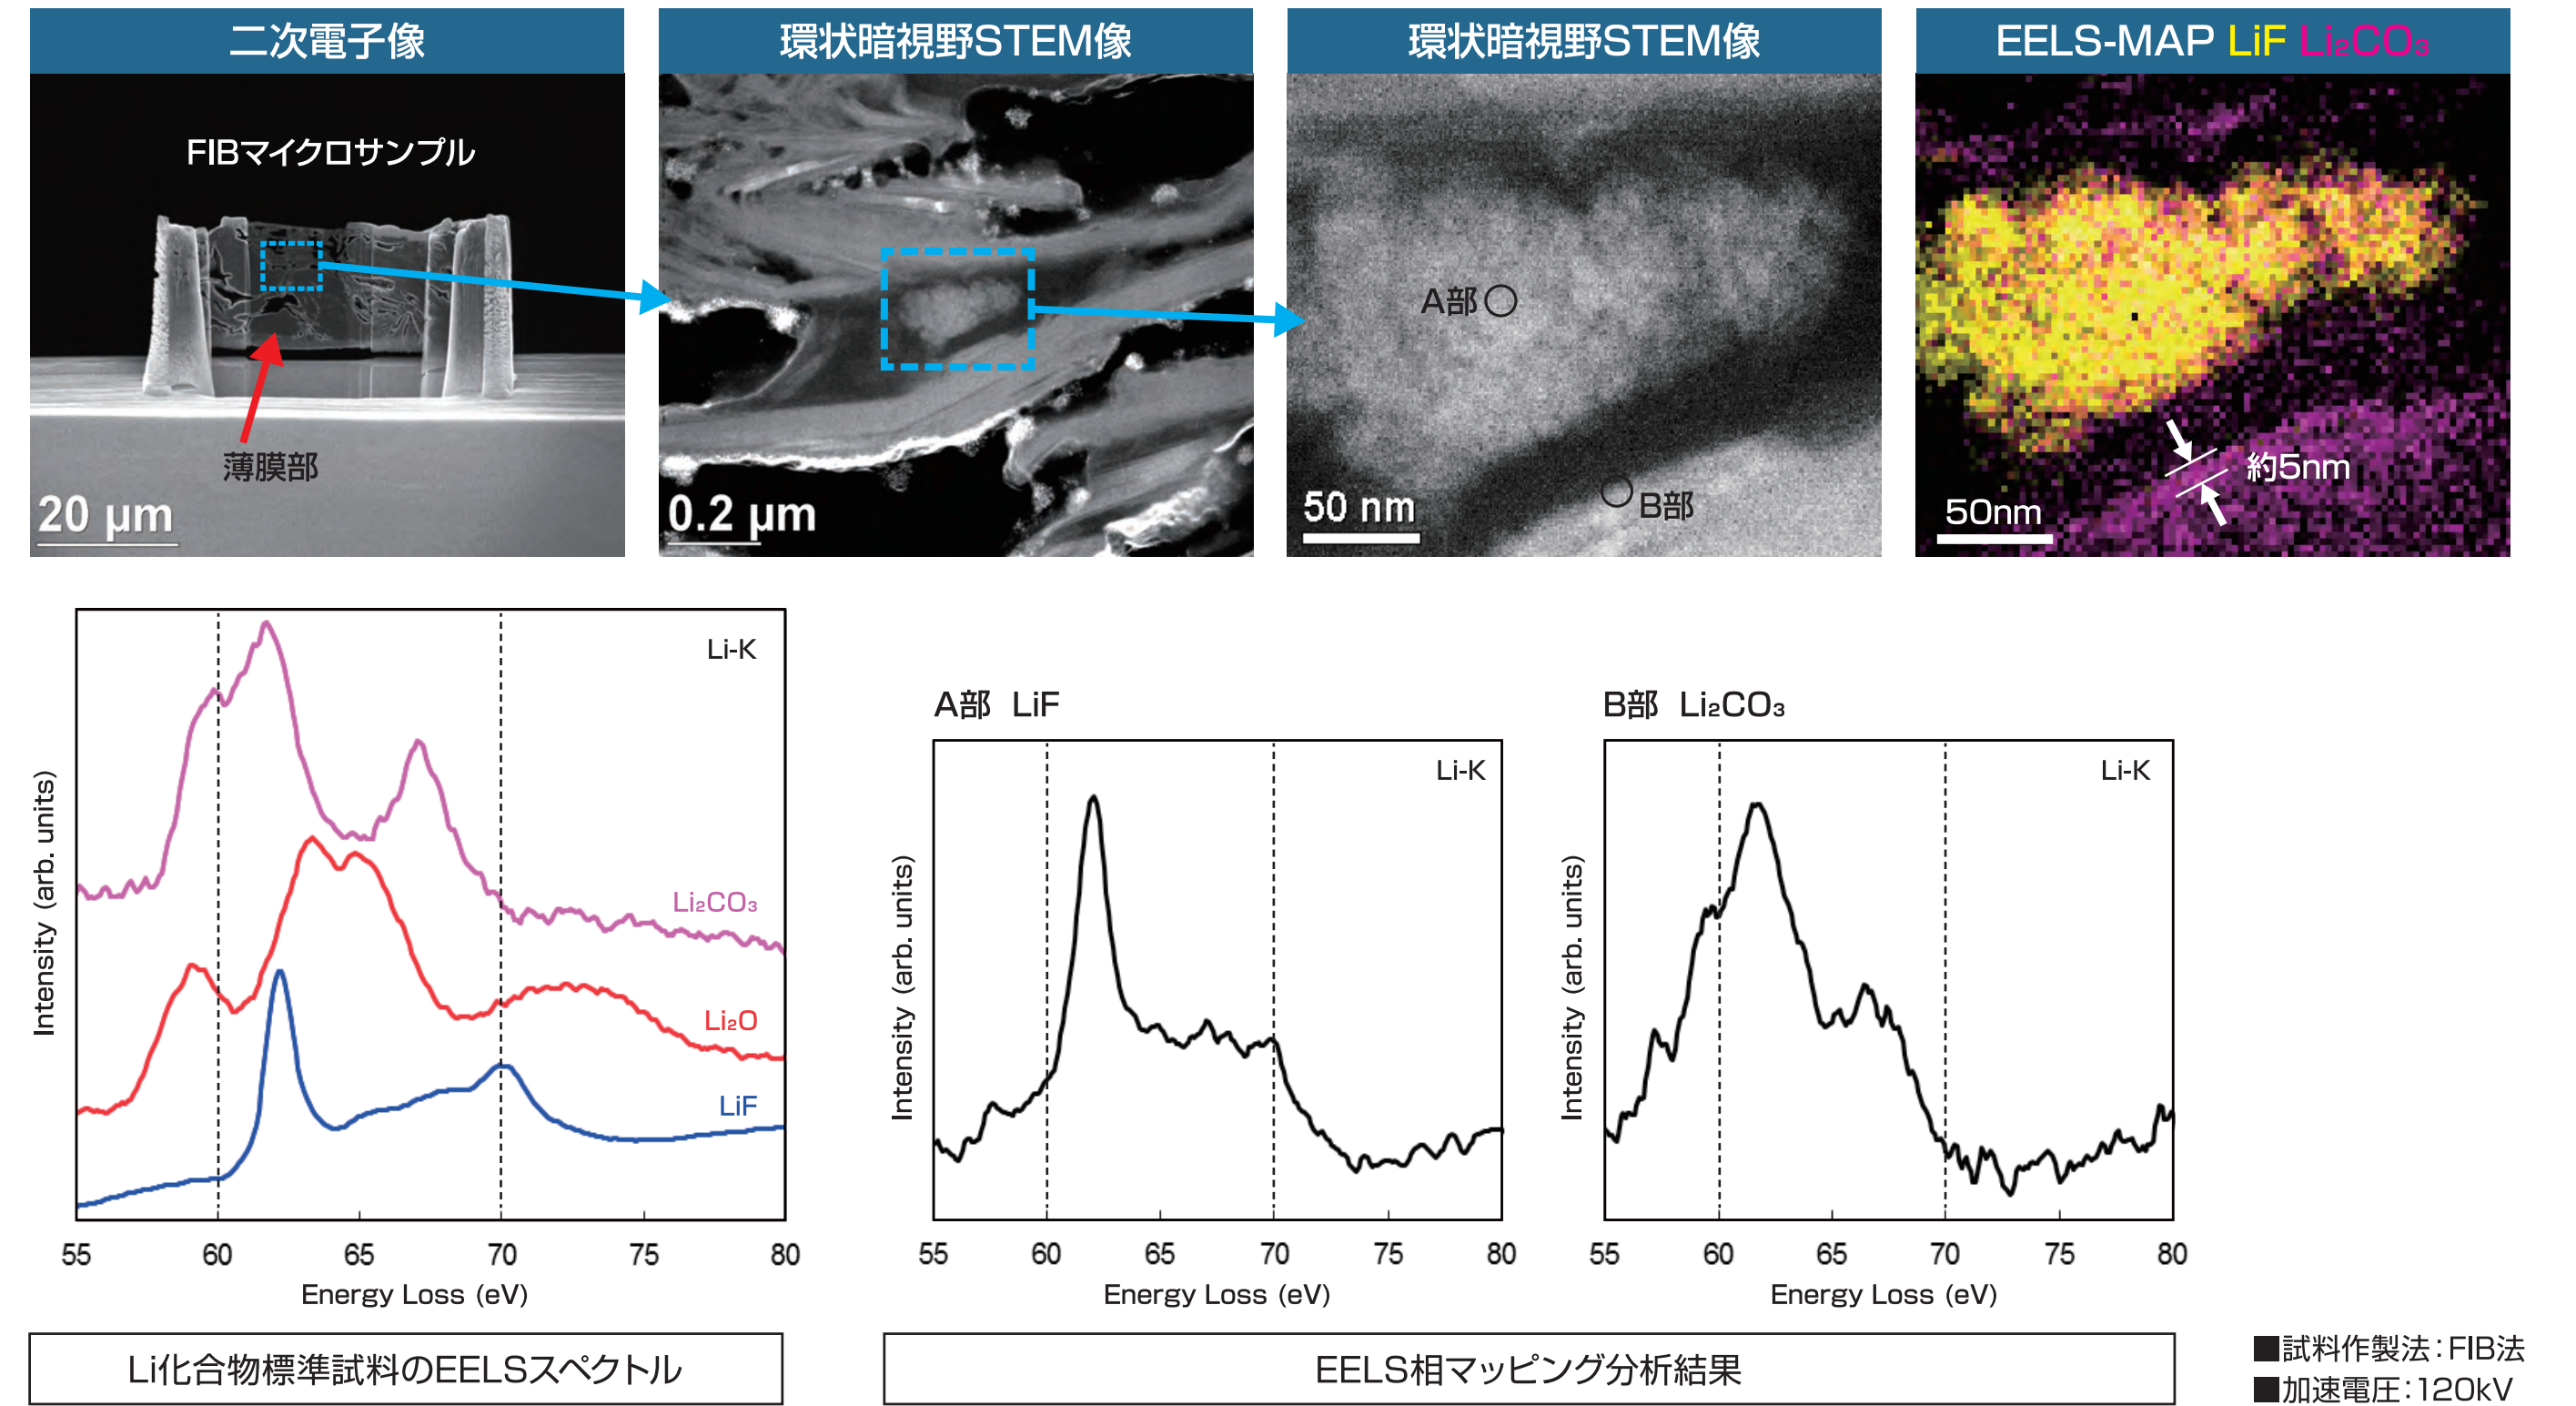 二次電子像
環状暗視野STEM像
環状暗視野STEM像
EELS-MAP LiF Li₂CO₃
FIBマイクロサンプル
薄膜部
20 μm
0.2 μm
A部
B部
50 nm
約5nm
50nm
Li-K
Li₂CO₃
Li₂O
LiF
Intensity (arb. units)
55 60 65 70 75 80
Energy Loss (eV)
A部 LiF
Li-K
Intensity (arb. units)
55 60 65 70 75 80
Energy Loss (eV)
B部 Li₂CO₃
Li-K
Intensity (arb. units)
55 60 65 70 75 80
Energy Loss (eV)
Li化合物標準試料のEELSスペクトル
EELS相マッピング分析結果
■試料作製法：FIB法
■加速電圧：120kV